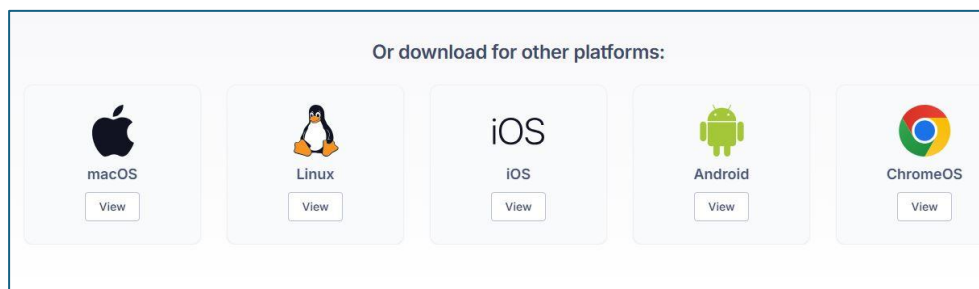 Or download for other platforms:
iOS
macOS Linux iOS Android ChromeOS
View View View View View